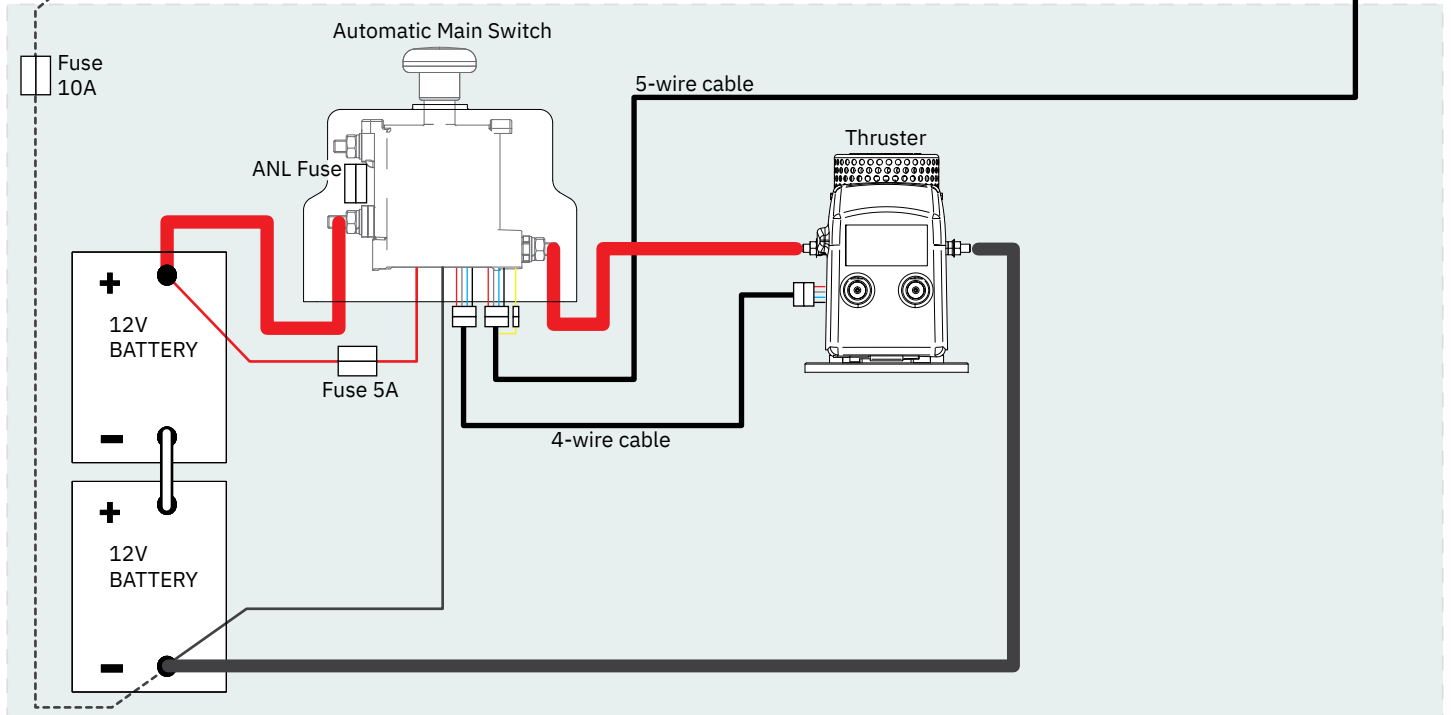 Automatic Main Switch
Fuse
10A
5-wire cable
Thruster
ANL Fuse
+
12V
BATTERY
Fuse 5A
-
4-wire cable
+
12V
BATTERY
-